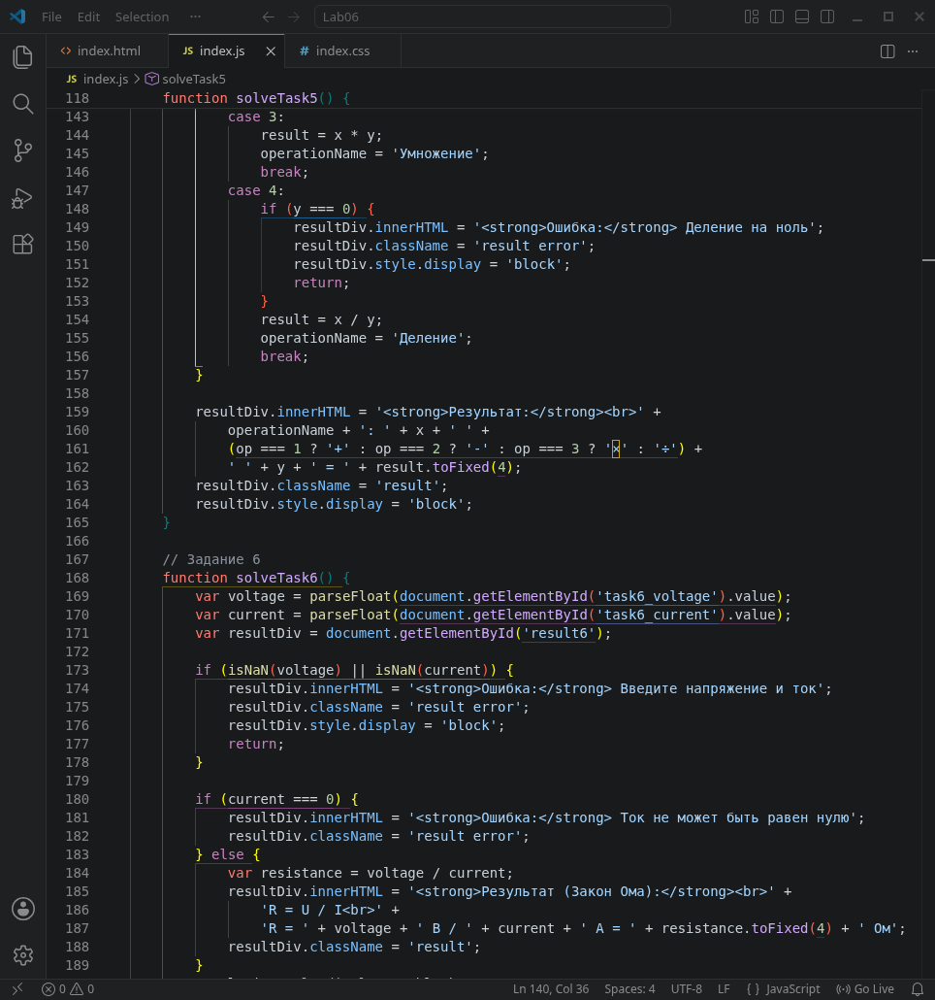 File Edit Selection ··· Lab06
index.html JS index.js # index.css ···
JS index.js > solveTask5
118 function solveTask5() {
143 case 3:
144 result = x * y;
145 operationName = 'Умножение';
146 break;
147 case 4:
148 if (y === 0) {
149 resultDiv.innerHTML = '<strong>Ошибка:</strong> Деление на ноль';
150 resultDiv.className = 'result error';
151 resultDiv.style.display = 'block';
152 return;
153 }
154 result = x / y;
155 operationName = 'Деление';
156 break;
157 }
158
159 resultDiv.innerHTML = '<strong>Результат:</strong><br>' +
160 operationName + ': ' + x + ' ' +
161 (op === 1 ? '+' : op === 2 ? '-' : op === 3 ? '×' : '÷') +
162 ' ' + y + ' = ' + result.toFixed(4);
163 resultDiv.className = 'result';
164 resultDiv.style.display = 'block';
165 }
166
167 // Задание 6
168 function solveTask6() {
169 var voltage = parseFloat(document.getElementById('task6_voltage').value);
170 var current = parseFloat(document.getElementById('task6_current').value);
171 var resultDiv = document.getElementById('result6');
172
173 if (isNaN(voltage) || isNaN(current)) {
174 resultDiv.innerHTML = '<strong>Ошибка:</strong> Введите напряжение и ток';
175 resultDiv.className = 'result error';
176 resultDiv.style.display = 'block';
177 return;
178 }
179
180 if (current === 0) {
181 resultDiv.innerHTML = '<strong>Ошибка:</strong> Ток не может быть равен нулю';
182 resultDiv.className = 'result error';
183 } else {
184 var resistance = voltage / current;
185 resultDiv.innerHTML = '<strong>Результат (Закон Ома):</strong><br>' +
186 'R = U / I<br>' +
187 'R = ' + voltage + ' В / ' + current + ' А = ' + resistance.toFixed(4) + ' Ом';
188 resultDiv.className = 'result';
189 }
0 0 Ln 140, Col 36 Spaces: 4 UTF-8 LF { } JavaScript Go Live